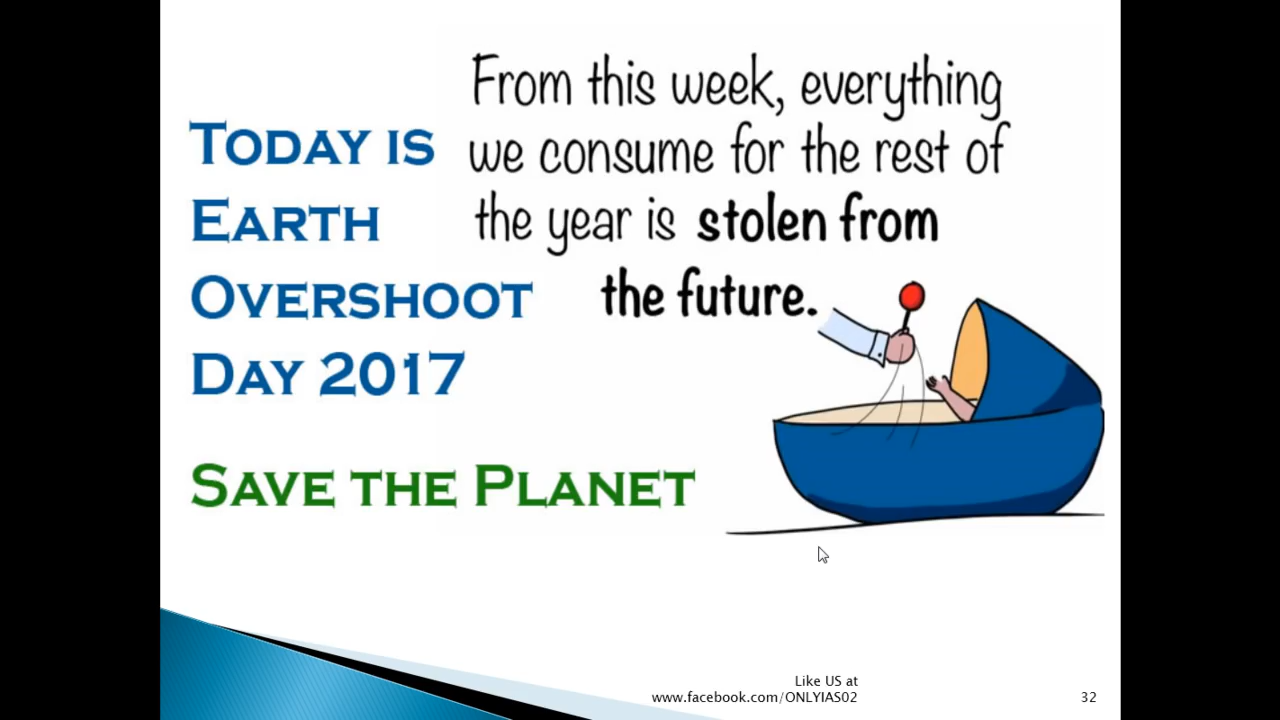 TODAY IS
EARTH
OVERSHOOT
DAY 2017
SAVE THE PLANET
From this week, everything
we consume for the rest of
the year is stolen from
the future.
Like US at
www.facebook.com/ONLYIAS02
32